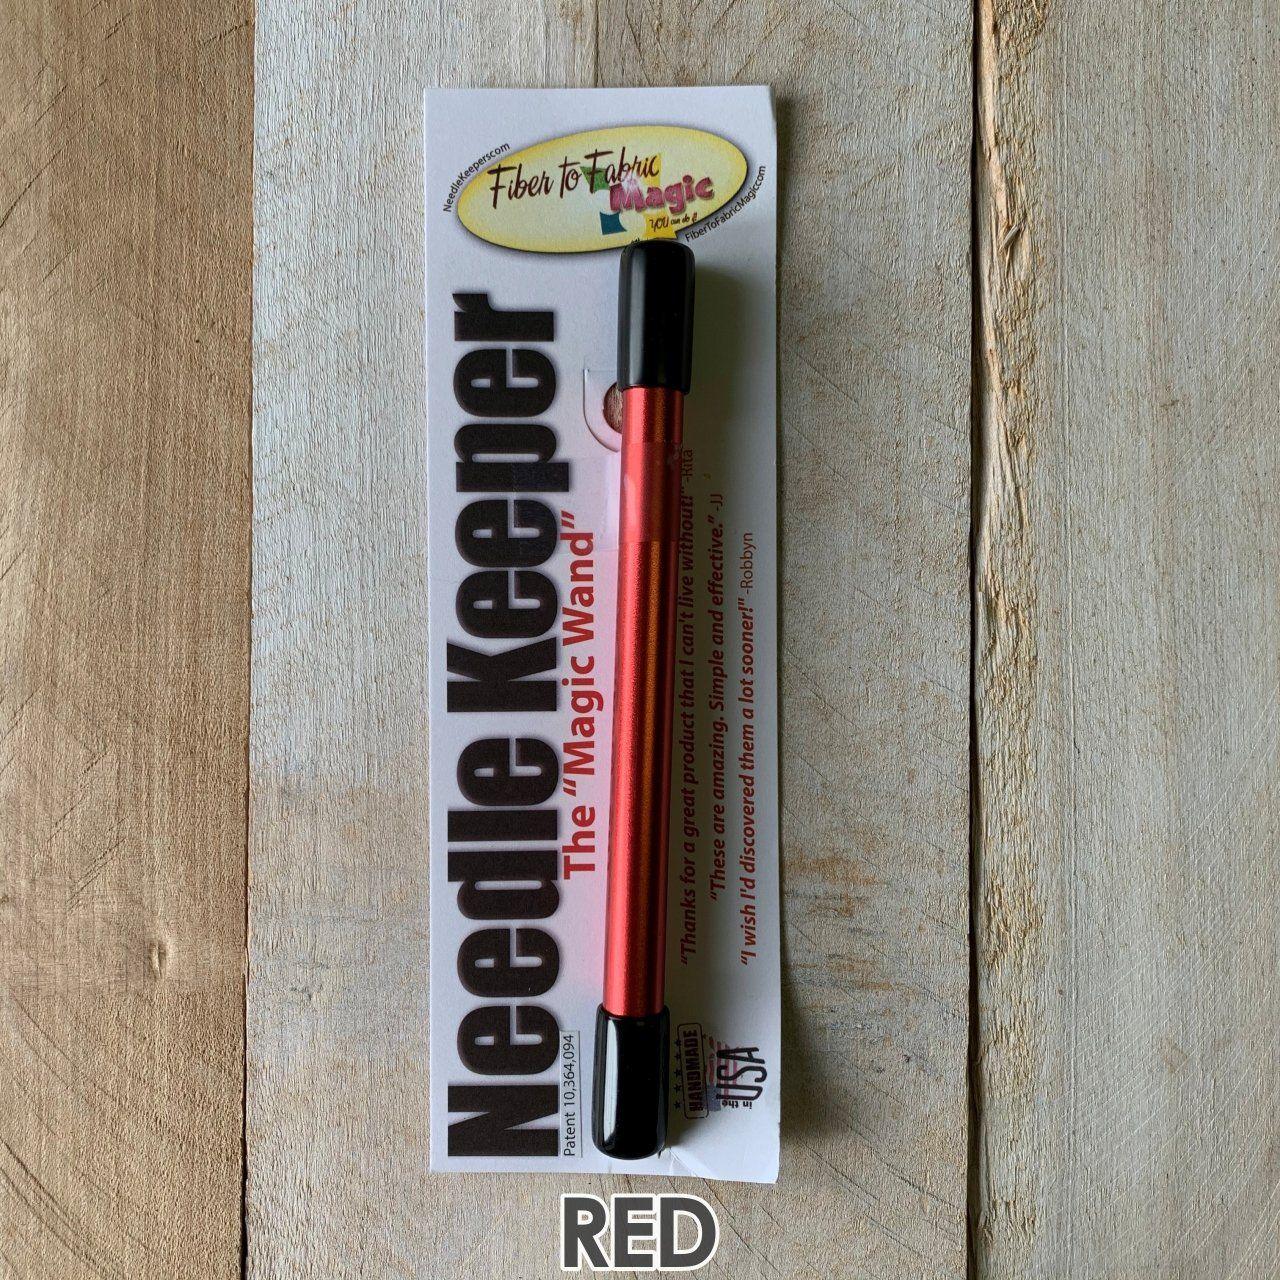 NeedleKeepers.com
Fiber to Fabric
Magic
YOU can do it
FiberToFabricMagic.com
Needle Keeper
The “Magic Wand”
Patent 10,364,094
“Thanks for a great product that I can't live without!” -Rita
“These are amazing. Simple and effective.” -JJ
“I wish I'd discovered them a lot sooner!” -Robbyn
HANDMADE
in the
USA
RED